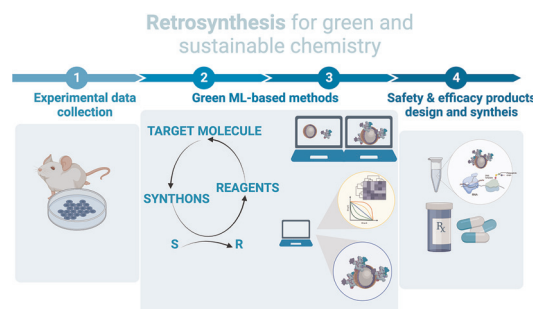 Retrosynthesis for green and
sustainable chemistry
1
2
3
4
Experimental data
collection
Green ML-based methods
Safety & efficacy products
design and syntheis
TARGET MOLECULE
SYNTHONS
REAGENTS
S
R
Rx